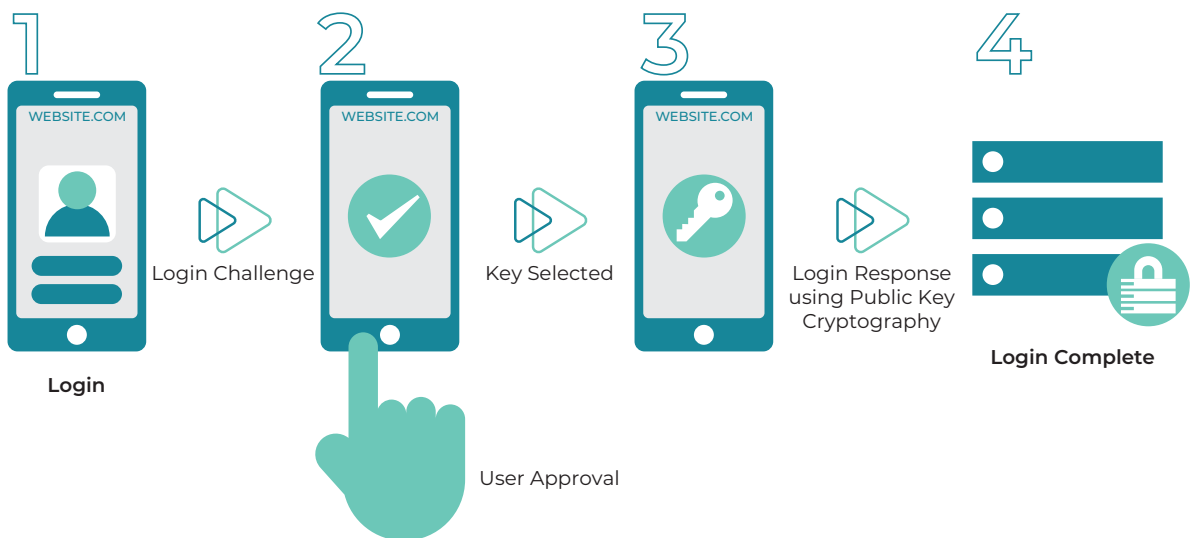 1
2
3
4
WEBSITE.COM
WEBSITE.COM
WEBSITE.COM
Login Challenge
Key Selected
Login Response
using Public Key
Cryptography
Login
Login Complete
User Approval